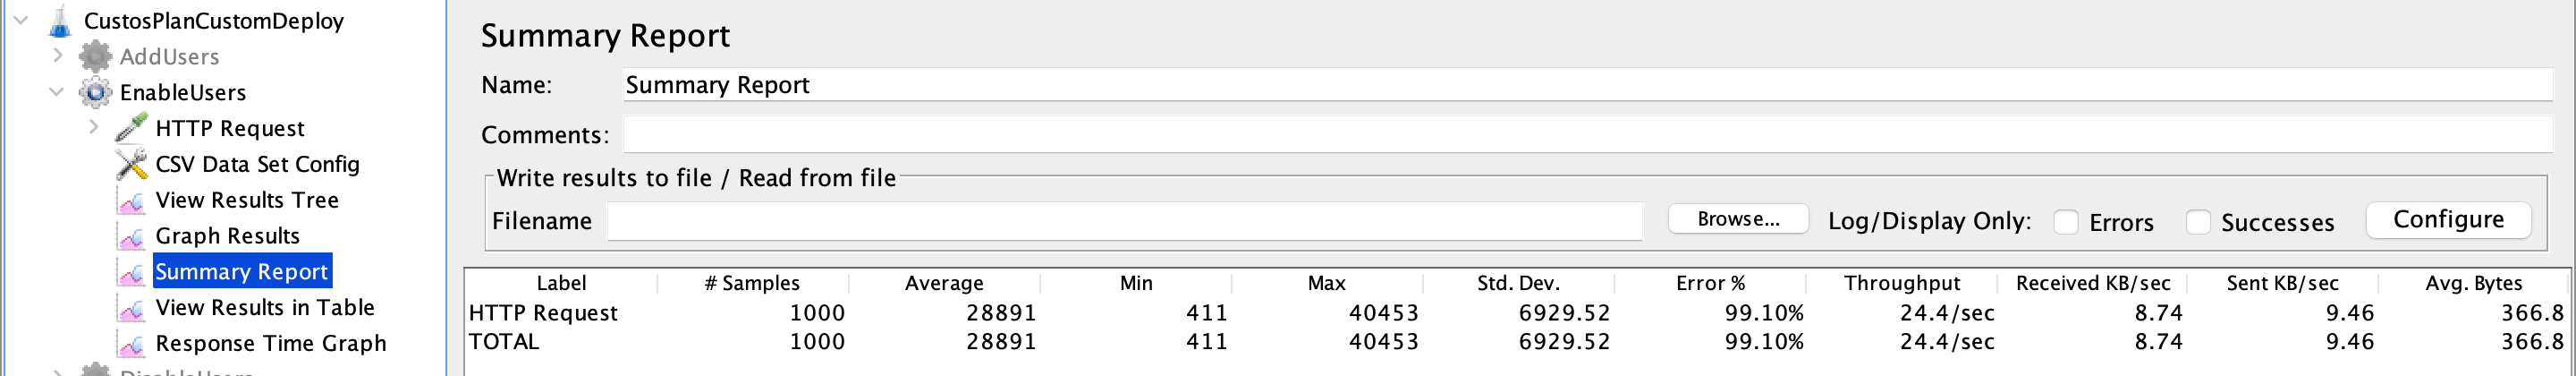 CustosPlanCustomDeploy
AddUsers
EnableUsers
HTTP Request
CSV Data Set Config
View Results Tree
Graph Results
Summary Report
View Results in Table
Response Time Graph
DisableUsers
Summary Report
Name: Summary Report
Comments:
Write results to file / Read from file
Filename Browse... Log/Display Only: Errors Successes Configure
Label # Samples Average Min Max Std. Dev. Error % Throughput Received KB/sec Sent KB/sec Avg. Bytes
HTTP Request 1000 28891 411 40453 6929.52 99.10% 24.4/sec 8.74 9.46 366.8
TOTAL 1000 28891 411 40453 6929.52 99.10% 24.4/sec 8.74 9.46 366.8